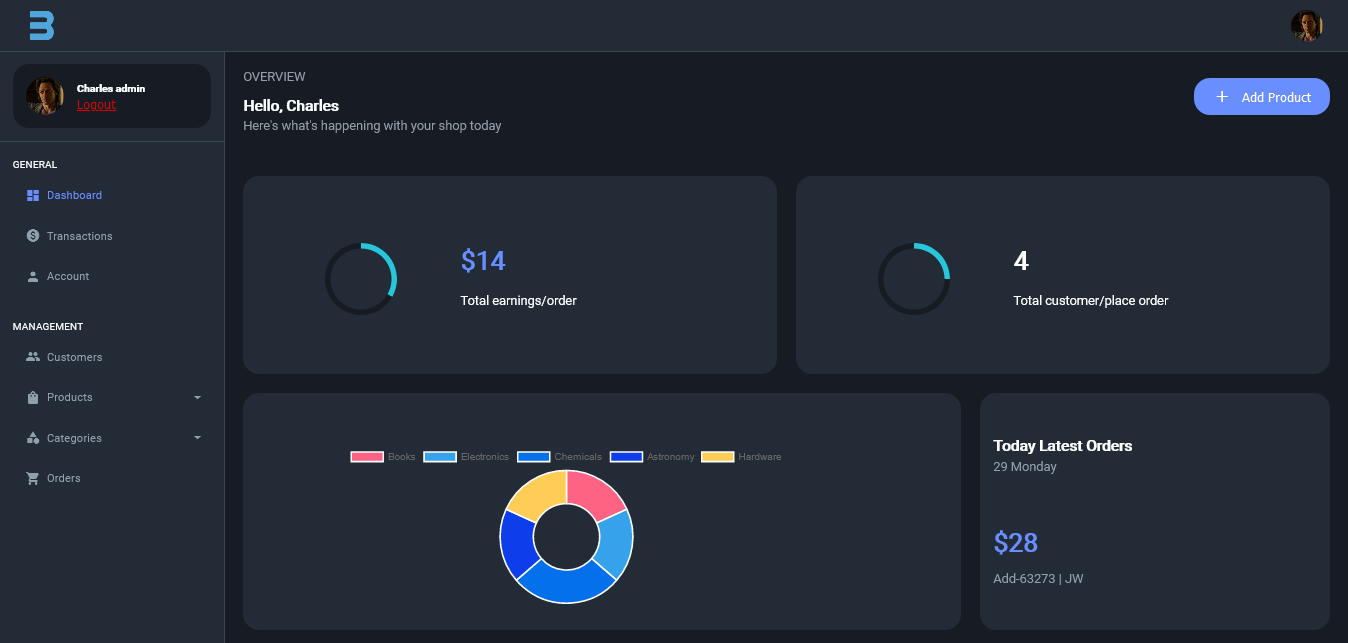 Charles admin
Logout
GENERAL
Dashboard
Transactions
Account
MANAGEMENT
Customers
Products
Categories
Orders
OVERVIEW
Hello, Charles
Here's what's happening with your shop today
+ Add Product
$14
Total earnings/order
4
Total customer/place order
Books Electronics Chemicals Astronomy Hardware
Today Latest Orders
29 Monday
$28
Add-63273 | JW